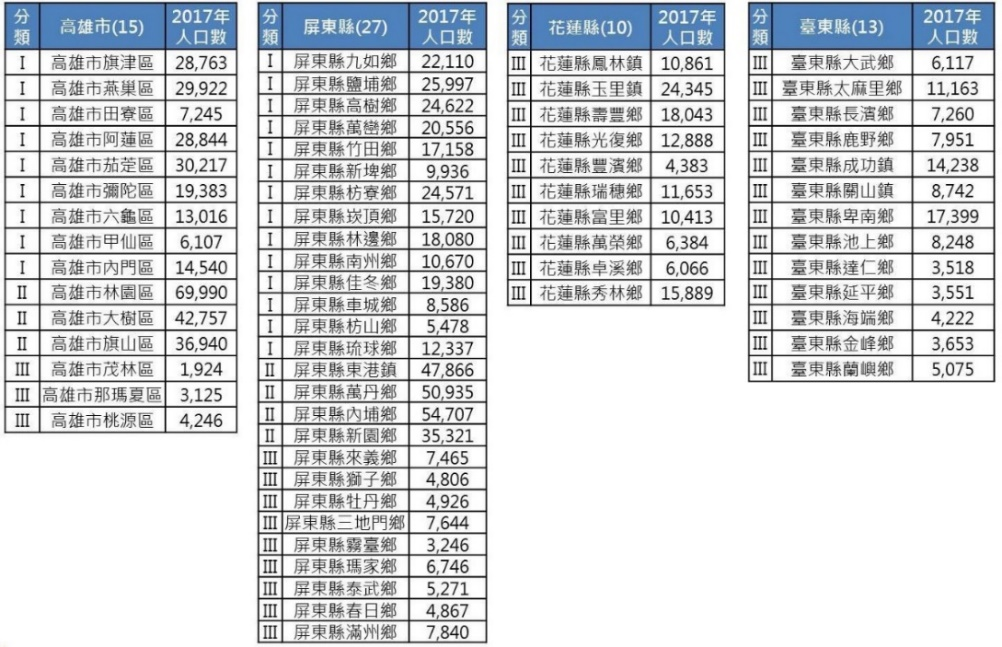 分類 高雄市(15) 2017年人口數
I 高雄市旗津區 28,763
I 高雄市燕巢區 29,922
I 高雄市田寮區 7,245
I 高雄市阿蓮區 28,844
I 高雄市茄萣區 30,217
I 高雄市彌陀區 19,383
I 高雄市六龜區 13,016
I 高雄市甲仙區 6,107
I 高雄市內門區 14,540
II 高雄市林園區 69,990
II 高雄市大樹區 42,757
II 高雄市旗山區 36,940
III 高雄市茂林區 1,924
III 高雄市那瑪夏區 3,125
III 高雄市桃源區 4,246
分類 屏東縣(27) 2017年人口數
I 屏東縣九如鄉 22,110
I 屏東縣鹽埔鄉 25,997
I 屏東縣高樹鄉 24,622
I 屏東縣萬巒鄉 20,556
I 屏東縣竹田鄉 17,158
I 屏東縣新埤鄉 9,936
I 屏東縣枋寮鄉 24,571
I 屏東縣崁頂鄉 15,720
I 屏東縣林邊鄉 18,080
I 屏東縣南州鄉 10,670
I 屏東縣佳冬鄉 19,380
I 屏東縣車城鄉 8,586
I 屏東縣枋山鄉 5,478
I 屏東縣琉球鄉 12,337
II 屏東縣東港鎮 47,866
II 屏東縣萬丹鄉 50,935
II 屏東縣內埔鄉 54,707
II 屏東縣新園鄉 35,321
III 屏東縣來義鄉 7,465
III 屏東縣獅子鄉 4,806
III 屏東縣牡丹鄉 4,926
III 屏東縣三地門鄉 7,644
III 屏東縣霧臺鄉 3,246
III 屏東縣瑪家鄉 6,746
III 屏東縣泰武鄉 5,271
III 屏東縣春日鄉 4,867
III 屏東縣滿州鄉 7,840
分類 花蓮縣(10) 2017年人口數
III 花蓮縣鳳林鎮 10,861
III 花蓮縣玉里鎮 24,345
III 花蓮縣壽豐鄉 18,043
III 花蓮縣光復鄉 12,888
III 花蓮縣豐濱鄉 4,383
III 花蓮縣瑞穗鄉 11,653
III 花蓮縣富里鄉 10,413
III 花蓮縣萬榮鄉 6,384
III 花蓮縣卓溪鄉 6,066
III 花蓮縣秀林鄉 15,889
分類 臺東縣(13) 2017年人口數
III 臺東縣大武鄉 6,117
III 臺東縣太麻里鄉 11,163
III 臺東縣長濱鄉 7,260
III 臺東縣鹿野鄉 7,951
III 臺東縣成功鎮 14,238
III 臺東縣關山鎮 8,742
III 臺東縣卑南鄉 17,399
III 臺東縣池上鄉 8,248
III 臺東縣達仁鄉 3,518
III 臺東縣延平鄉 3,551
III 臺東縣海端鄉 4,222
III 臺東縣金峰鄉 3,653
III 臺東縣蘭嶼鄉 5,075